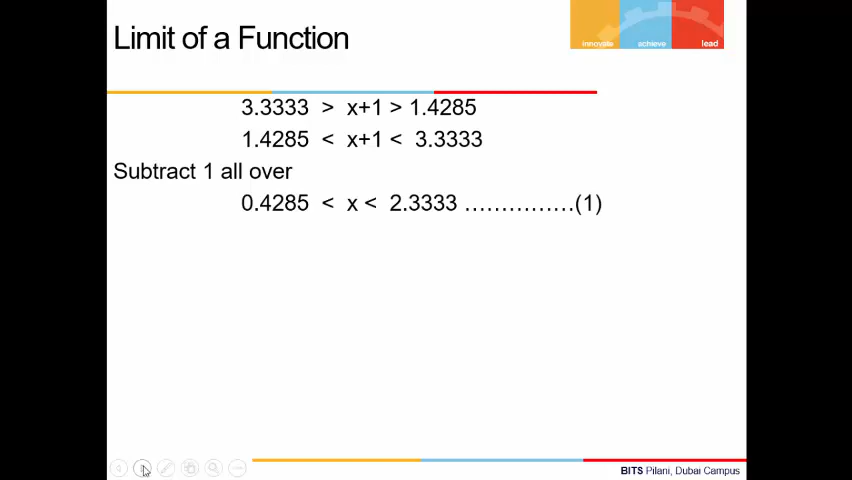 Limit of a Function
innovate achieve lead
3.3333 > x+1 > 1.4285
1.4285 < x+1 < 3.3333
Subtract 1 all over
0.4285 < x < 2.3333 ……………(1)
BITS Pilani, Dubai Campus